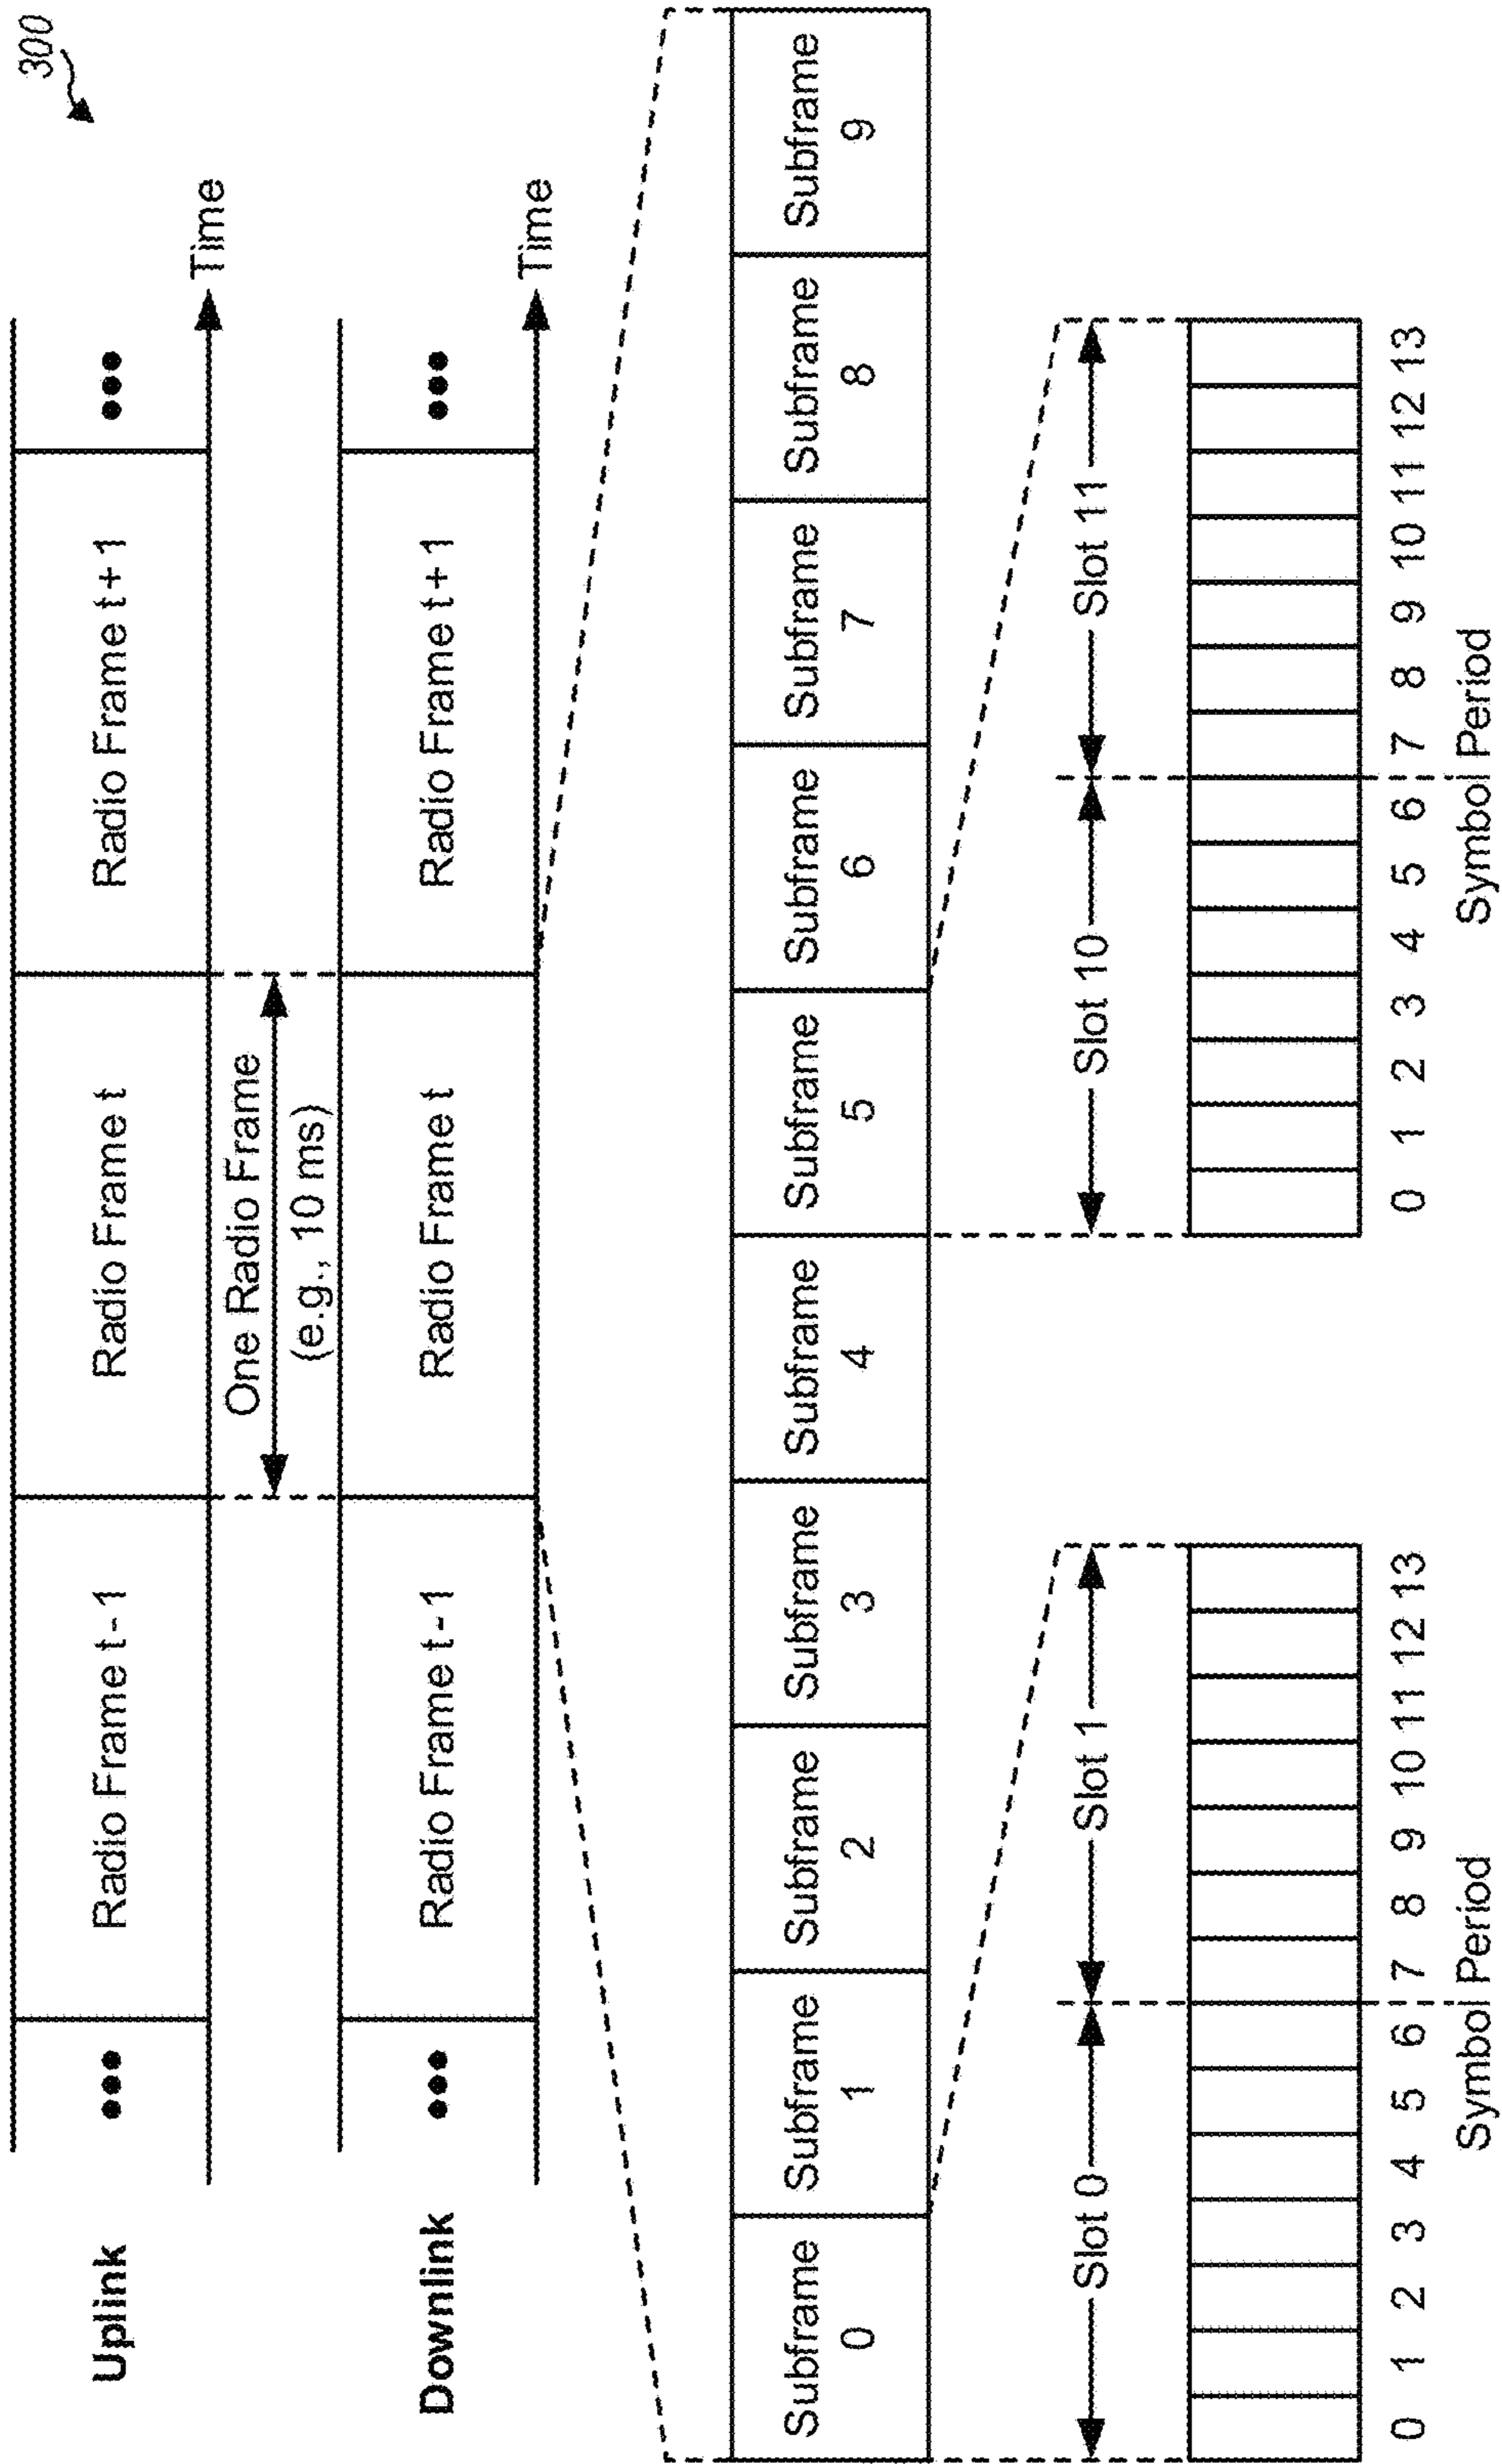 300
Uplink
••• Radio Frame t-1 Radio Frame t Radio Frame t+1 •••
Time
One Radio Frame
(e.g., 10 ms)
Downlink
••• Radio Frame t-1 Radio Frame t Radio Frame t+1 •••
Time
Subframe Subframe Subframe Subframe Subframe Subframe Subframe Subframe Subframe Subframe
0 1 2 3 4 5 6 7 8 9
Slot 0 Slot 1 Slot 10 Slot 11
0 1 2 3 4 5 6 7 8 9 10 11 12 13 0 1 2 3 4 5 6 7 8 9 10 11 12 13
Symbol Period Symbol Period